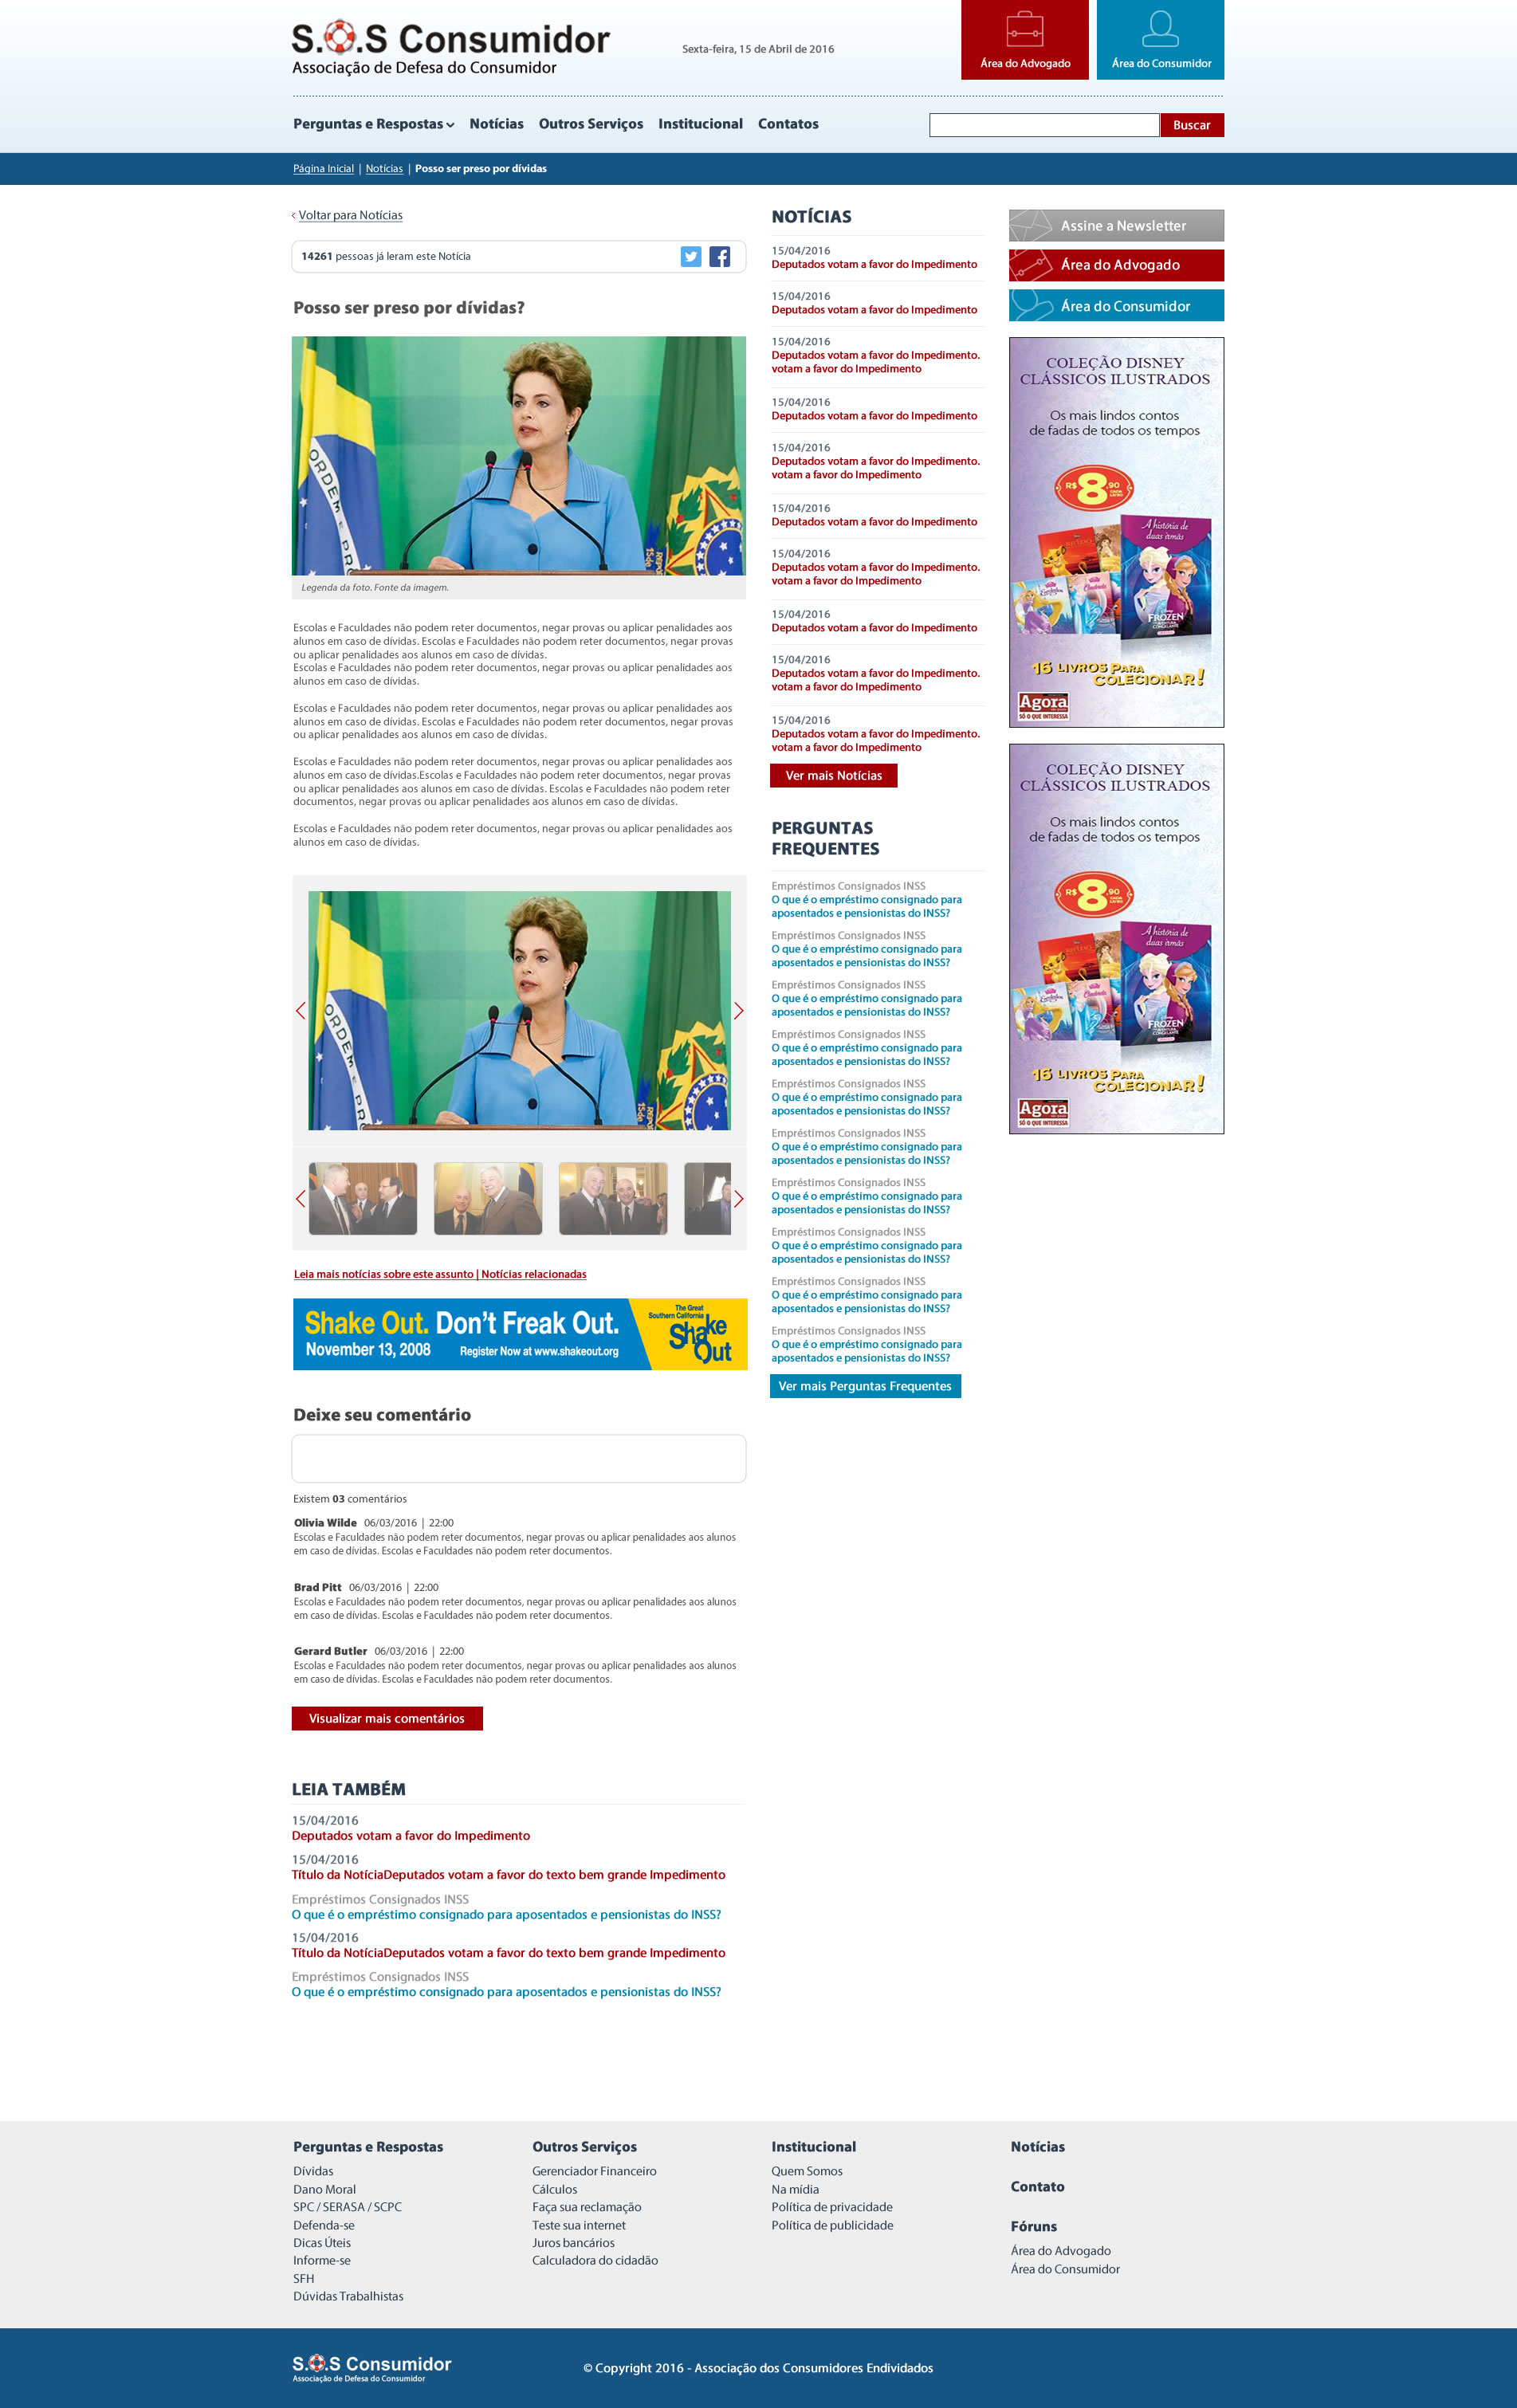 S.O.S Consumidor
Associação de Defesa do Consumidor
Sexta-feira, 15 de Abril de 2016
Área do Advogado
Área do Consumidor
Perguntas e Respostas
Notícias
Outros Serviços
Institucional
Contatos
Buscar
Página Inicial | Notícias | Posso ser preso por dívidas
Voltar para Notícias
14261 pessoas já leram este Notícia
Posso ser preso por dívidas?
ORDEM
PRO
Legenda da foto. Fonte da imagem.
Escolas e Faculdades não podem reter documentos, negar provas ou aplicar penalidades aos
alunos em caso de dívidas. Escolas e Faculdades não podem reter documentos, negar provas
ou aplicar penalidades aos alunos em caso de dívidas.
Escolas e Faculdades não podem reter documentos, negar provas ou aplicar penalidades aos
alunos em caso de dívidas.
Escolas e Faculdades não podem reter documentos, negar provas ou aplicar penalidades aos
alunos em caso de dívidas. Escolas e Faculdades não podem reter documentos, negar provas
ou aplicar penalidades aos alunos em caso de dívidas.
Escolas e Faculdades não podem reter documentos, negar provas ou aplicar penalidades aos
alunos em caso de dívidas.Escolas e Faculdades não podem reter documentos, negar provas
ou aplicar penalidades aos alunos em caso de dívidas. Escolas e Faculdades não podem reter
documentos, negar provas ou aplicar penalidades aos alunos em caso de dívidas.
Escolas e Faculdades não podem reter documentos, negar provas ou aplicar penalidades aos
alunos em caso de dívidas.
ORDEM
PRO
Leia mais notícias sobre este assunto | Notícias relacionadas
Shake Out. Don't Freak Out.
November 13, 2008 Register Now at www.shakeout.org
The Great
Southern California
Shake
Out
Deixe seu comentário
Existem 03 comentários
Olivia Wilde 06/03/2016 | 22:00
Escolas e Faculdades não podem reter documentos, negar provas ou aplicar penalidades aos alunos
em caso de dívidas. Escolas e Faculdades não podem reter documentos.
Brad Pitt 06/03/2016 | 22:00
Escolas e Faculdades não podem reter documentos, negar provas ou aplicar penalidades aos alunos
em caso de dívidas. Escolas e Faculdades não podem reter documentos.
Gerard Butler 06/03/2016 | 22:00
Escolas e Faculdades não podem reter documentos, negar provas ou aplicar penalidades aos alunos
em caso de dívidas. Escolas e Faculdades não podem reter documentos.
Visualizar mais comentários
LEIA TAMBÉM
15/04/2016
Deputados votam a favor do Impedimento
15/04/2016
Título da NotíciaDeputados votam a favor do texto bem grande Impedimento
Empréstimos Consignados INSS
O que é o empréstimo consignado para aposentados e pensionistas do INSS?
15/04/2016
Título da NotíciaDeputados votam a favor do texto bem grande Impedimento
Empréstimos Consignados INSS
O que é o empréstimo consignado para aposentados e pensionistas do INSS?
NOTÍCIAS
15/04/2016
Deputados votam a favor do Impedimento
15/04/2016
Deputados votam a favor do Impedimento
15/04/2016
Deputados votam a favor do Impedimento.
votam a favor do Impedimento
15/04/2016
Deputados votam a favor do Impedimento
15/04/2016
Deputados votam a favor do Impedimento.
votam a favor do Impedimento
15/04/2016
Deputados votam a favor do Impedimento
15/04/2016
Deputados votam a favor do Impedimento.
votam a favor do Impedimento
15/04/2016
Deputados votam a favor do Impedimento
15/04/2016
Deputados votam a favor do Impedimento.
votam a favor do Impedimento
15/04/2016
Deputados votam a favor do Impedimento.
votam a favor do Impedimento
Ver mais Notícias
PERGUNTAS
FREQUENTES
Empréstimos Consignados INSS
O que é o empréstimo consignado para
aposentados e pensionistas do INSS?
Empréstimos Consignados INSS
O que é o empréstimo consignado para
aposentados e pensionistas do INSS?
Empréstimos Consignados INSS
O que é o empréstimo consignado para
aposentados e pensionistas do INSS?
Empréstimos Consignados INSS
O que é o empréstimo consignado para
aposentados e pensionistas do INSS?
Empréstimos Consignados INSS
O que é o empréstimo consignado para
aposentados e pensionistas do INSS?
Empréstimos Consignados INSS
O que é o empréstimo consignado para
aposentados e pensionistas do INSS?
Empréstimos Consignados INSS
O que é o empréstimo consignado para
aposentados e pensionistas do INSS?
Empréstimos Consignados INSS
O que é o empréstimo consignado para
aposentados e pensionistas do INSS?
Empréstimos Consignados INSS
O que é o empréstimo consignado para
aposentados e pensionistas do INSS?
Empréstimos Consignados INSS
O que é o empréstimo consignado para
aposentados e pensionistas do INSS?
Ver mais Perguntas Frequentes
Assine a Newsletter
Área do Advogado
Área do Consumidor
COLEÇÃO DISNEY
CLÁSSICOS ILUSTRADOS
Os mais lindos contos
de fadas de todos os tempos
R$8,90
CADA LIVRO
A história de
duas irmãs
FROZEN
16 LIVROS PARA
COLECIONAR!
Agora
SÓ O QUE INTERESSA
COLEÇÃO DISNEY
CLÁSSICOS ILUSTRADOS
Os mais lindos contos
de fadas de todos os tempos
R$8,90
CADA LIVRO
A história de
duas irmãs
FROZEN
16 LIVROS PARA
COLECIONAR!
Agora
SÓ O QUE INTERESSA
Perguntas e Respostas
Dívidas
Dano Moral
SPC / SERASA / SCPC
Defenda-se
Dicas Úteis
Informe-se
SFH
Dúvidas Trabalhistas
Outros Serviços
Gerenciador Financeiro
Cálculos
Faça sua reclamação
Teste sua internet
Juros bancários
Calculadora do cidadão
Institucional
Quem Somos
Na mídia
Política de privacidade
Política de publicidade
Notícias
Contato
Fóruns
Área do Advogado
Área do Consumidor
S.O.S Consumidor
Associação de Defesa do Consumidor
© Copyright 2016 - Associação dos Consumidores Endividados